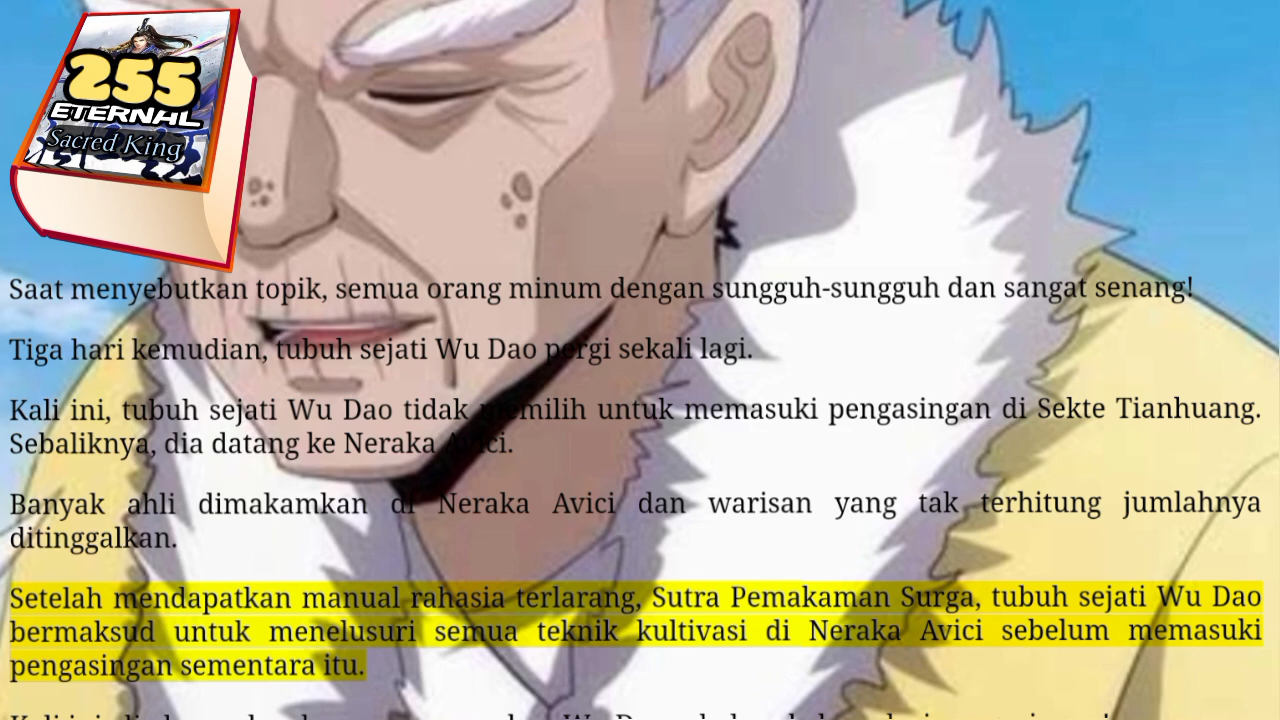 255
ETERNAL
Sacred King
Saat menyebutkan topik, semua orang minum dengan sungguh-sungguh dan sangat senang!
Tiga hari kemudian, tubuh sejati Wu Dao pergi sekali lagi.
Kali ini, tubuh sejati Wu Dao tidak memilih untuk memasuki pengasingan di Sekte Tianhuang.
Sebaliknya, dia datang ke Neraka Avici.
Banyak ahli dimakamkan di Neraka Avici dan warisan yang tak terhitung jumlahnya
ditinggalkan.
Setelah mendapatkan manual rahasia terlarang, Sutra Pemakaman Surga, tubuh sejati Wu Dao
bermaksud untuk menelusuri semua teknik kultivasi di Neraka Avici sebelum memasuki
pengasingan sementara itu.